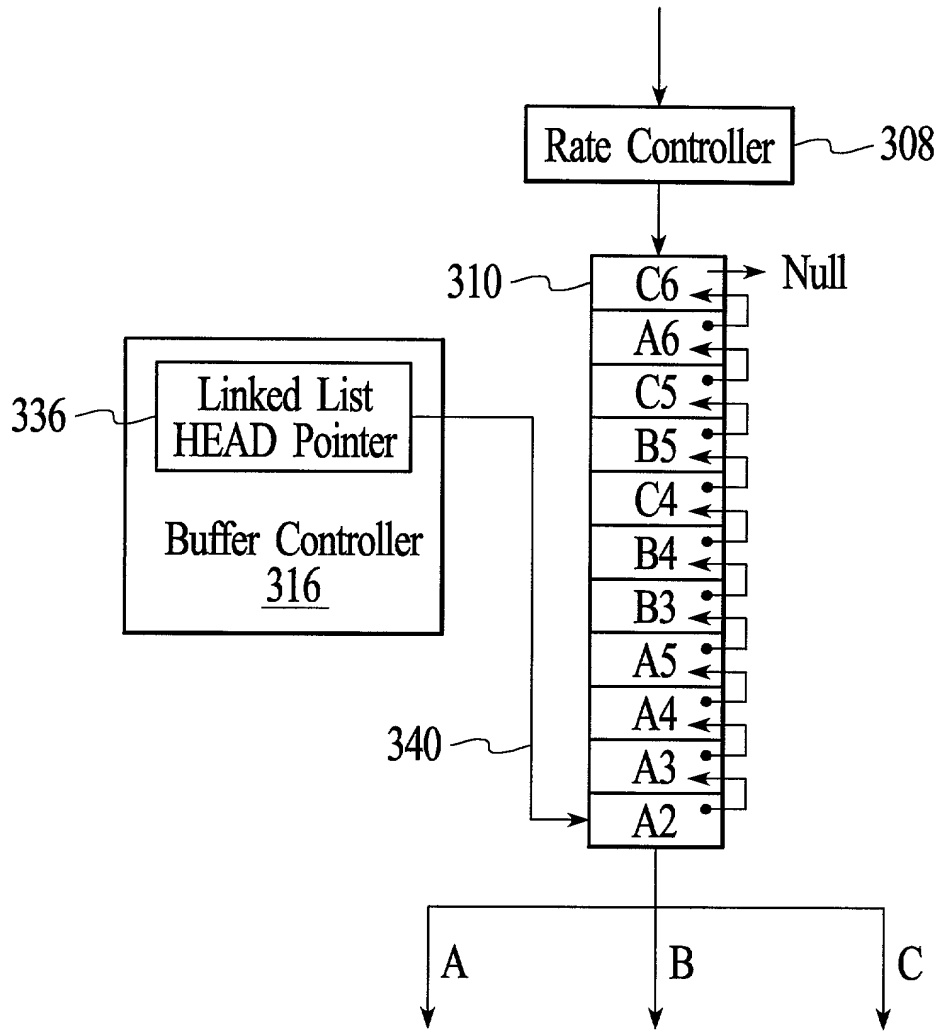 Rate Controller
308
310
C6
Null
A6
C5
B5
C4
B4
B3
A5
A4
A3
A2
336
Linked List
HEAD Pointer
Buffer Controller
316
340
A
B
C